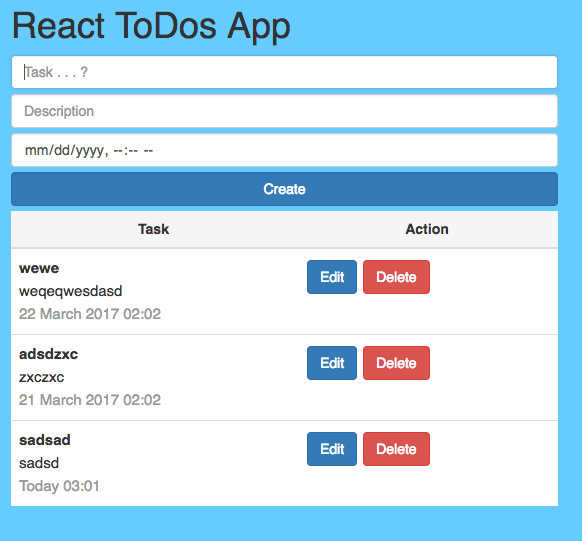 React ToDos App
Task . . . ?
Description
mm/dd/yyyy, --:-- --
Create
Task Action
wewe
weqeqwesdasd
22 March 2017 02:02
Edit Delete
adsdzxc
zxczxc
21 March 2017 02:02
Edit Delete
sadsad
sadsd
Today 03:01
Edit Delete